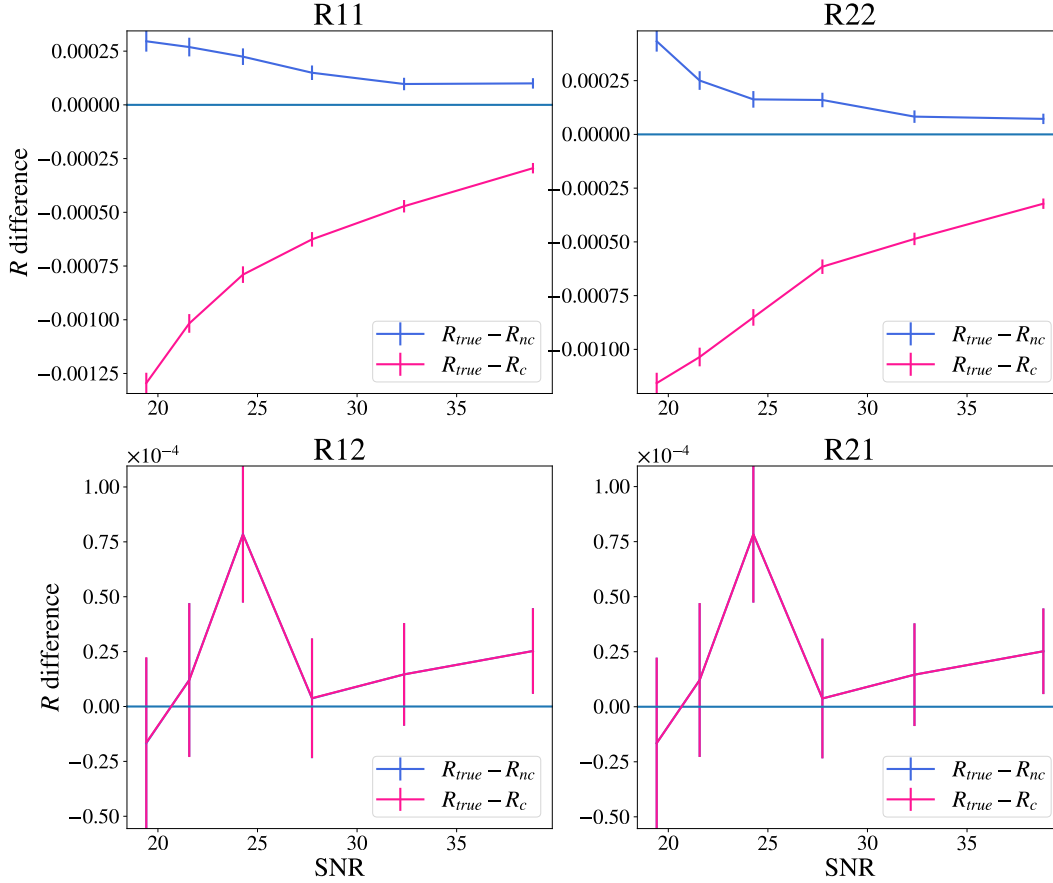 R11
0.00025
0.00000
−0.00025
−0.00050
−0.00075
−0.00100
−0.00125
R difference
20 25 30 35
R_true − R_nc
R_true − R_c
R22
0.00025
0.00000
−0.00025
−0.00050
−0.00075
−0.00100
20 25 30 35
R_true − R_nc
R_true − R_c
R12
×10⁻⁴
1.00
0.75
0.50
0.25
0.00
−0.25
−0.50
R difference
20 25 30 35
SNR
R_true − R_nc
R_true − R_c
R21
×10⁻⁴
1.00
0.75
0.50
0.25
0.00
−0.25
−0.50
20 25 30 35
SNR
R_true − R_nc
R_true − R_c